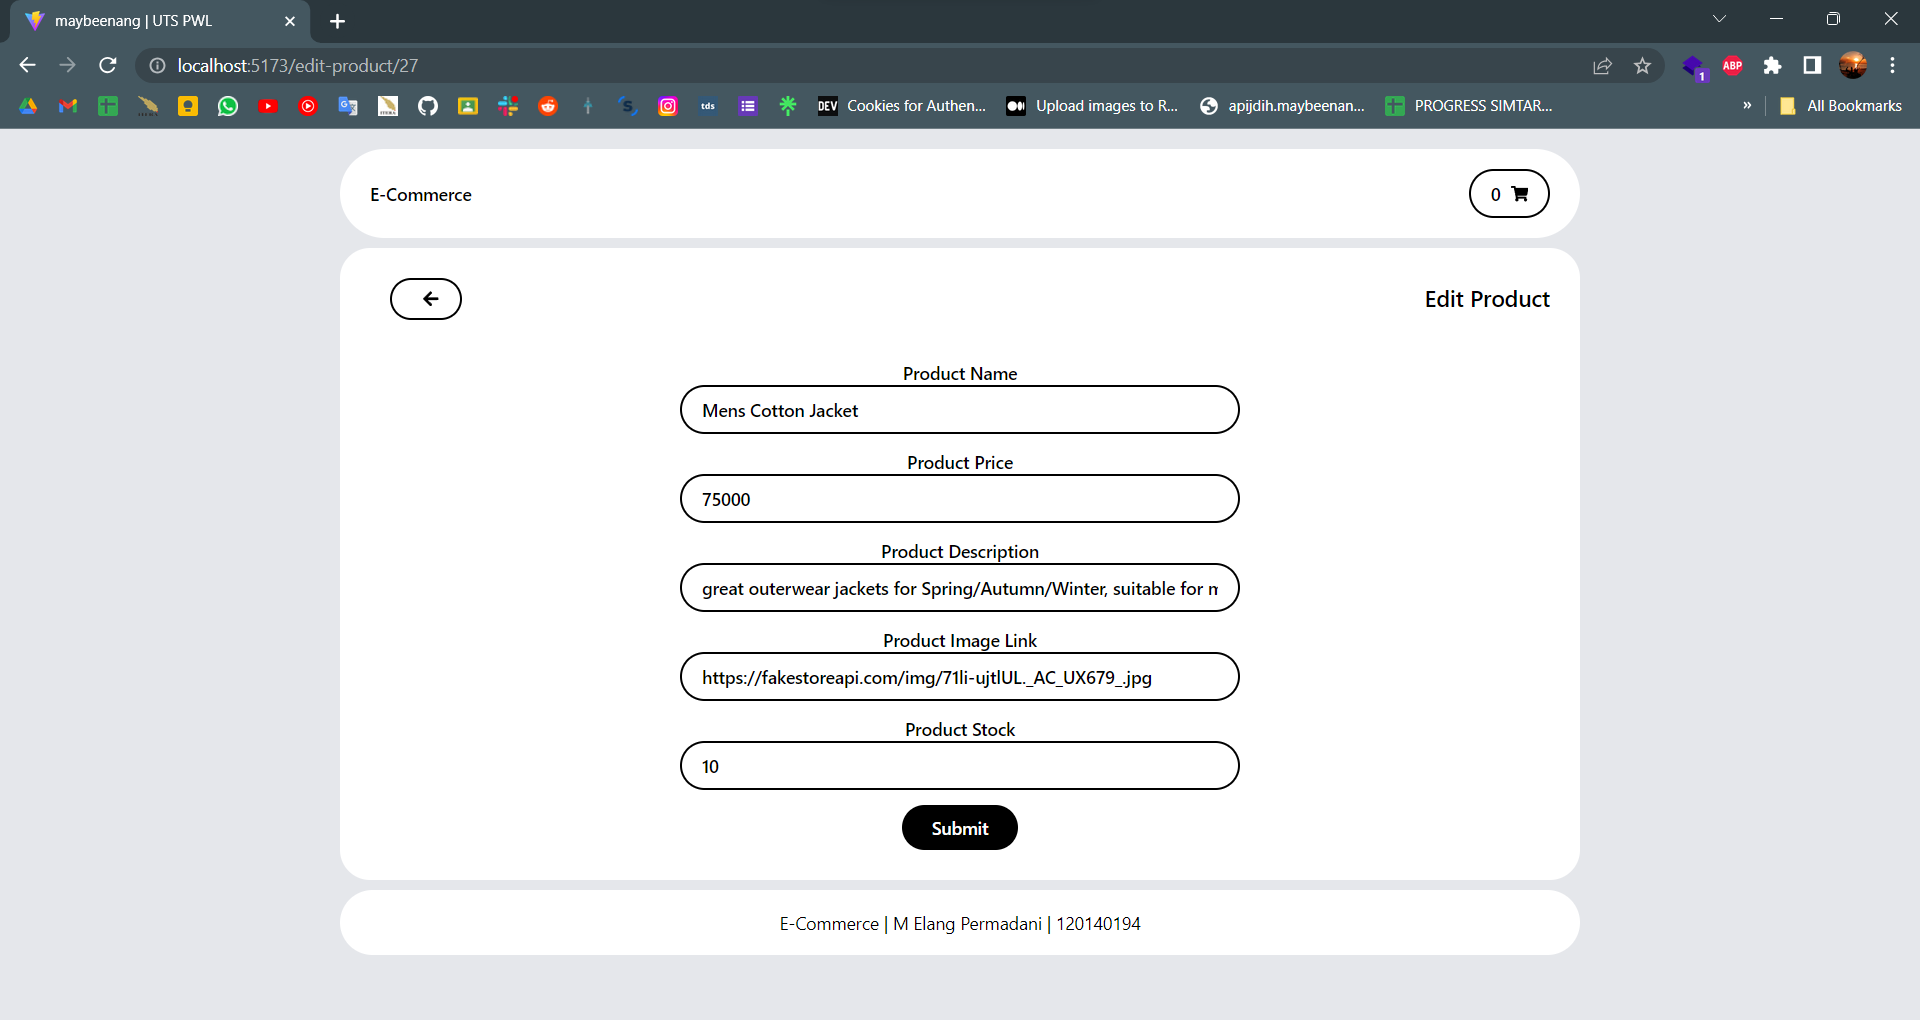 maybeenang | UTS PWL
localhost:5173/edit-product/27
ABP
1
tds
DEV Cookies for Authen...
Upload images to R...
apijdih.maybeenan...
PROGRESS SIMTAR...
»
All Bookmarks
E-Commerce
0
Edit Product
Product Name
Mens Cotton Jacket
Product Price
75000
Product Description
great outerwear jackets for Spring/Autumn/Winter, suitable for m
Product Image Link
https://fakestoreapi.com/img/71li-ujtlUL._AC_UX679_.jpg
Product Stock
10
Submit
E-Commerce | M Elang Permadani | 120140194